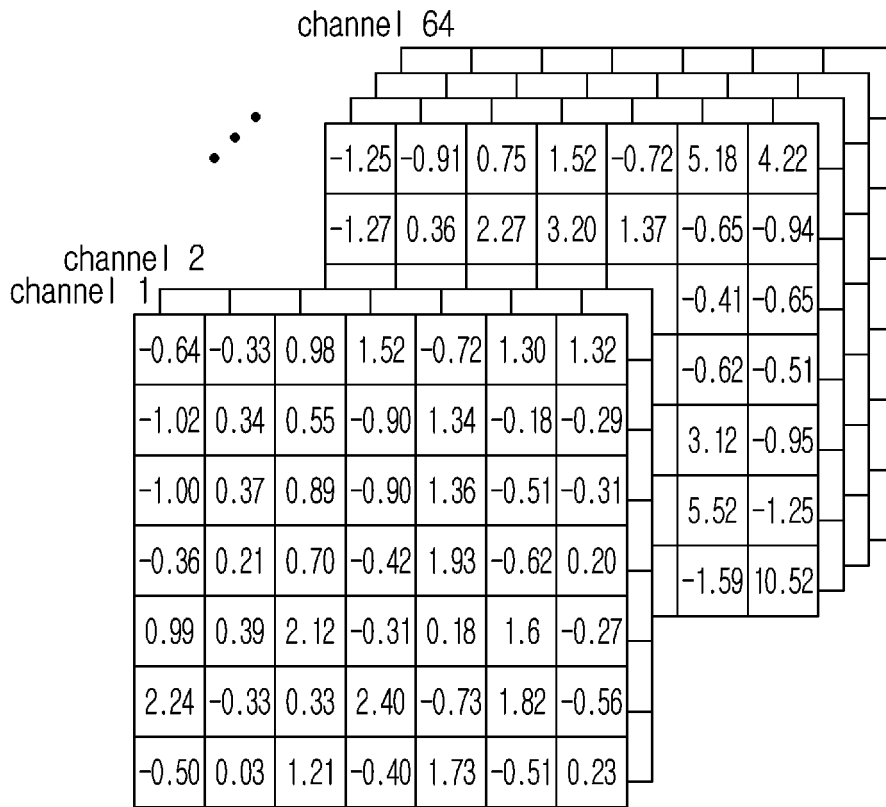 channel 64
-1.25 -0.91 0.75 1.52 -0.72 5.18 4.22
-1.27 0.36 2.27 3.20 1.37 -0.65 -0.94
channel 2
-0.41 -0.65
channel 1
-0.64 -0.33 0.98 1.52 -0.72 1.30 1.32
-0.62 -0.51
-1.02 0.34 0.55 -0.90 1.34 -0.18 -0.29
3.12 -0.95
-1.00 0.37 0.89 -0.90 1.36 -0.51 -0.31
5.52 -1.25
-0.36 0.21 0.70 -0.42 1.93 -0.62 0.20
-1.59 10.52
0.99 0.39 2.12 -0.31 0.18 1.6 -0.27
2.24 -0.33 0.33 2.40 -0.73 1.82 -0.56
-0.50 0.03 1.21 -0.40 1.73 -0.51 0.23